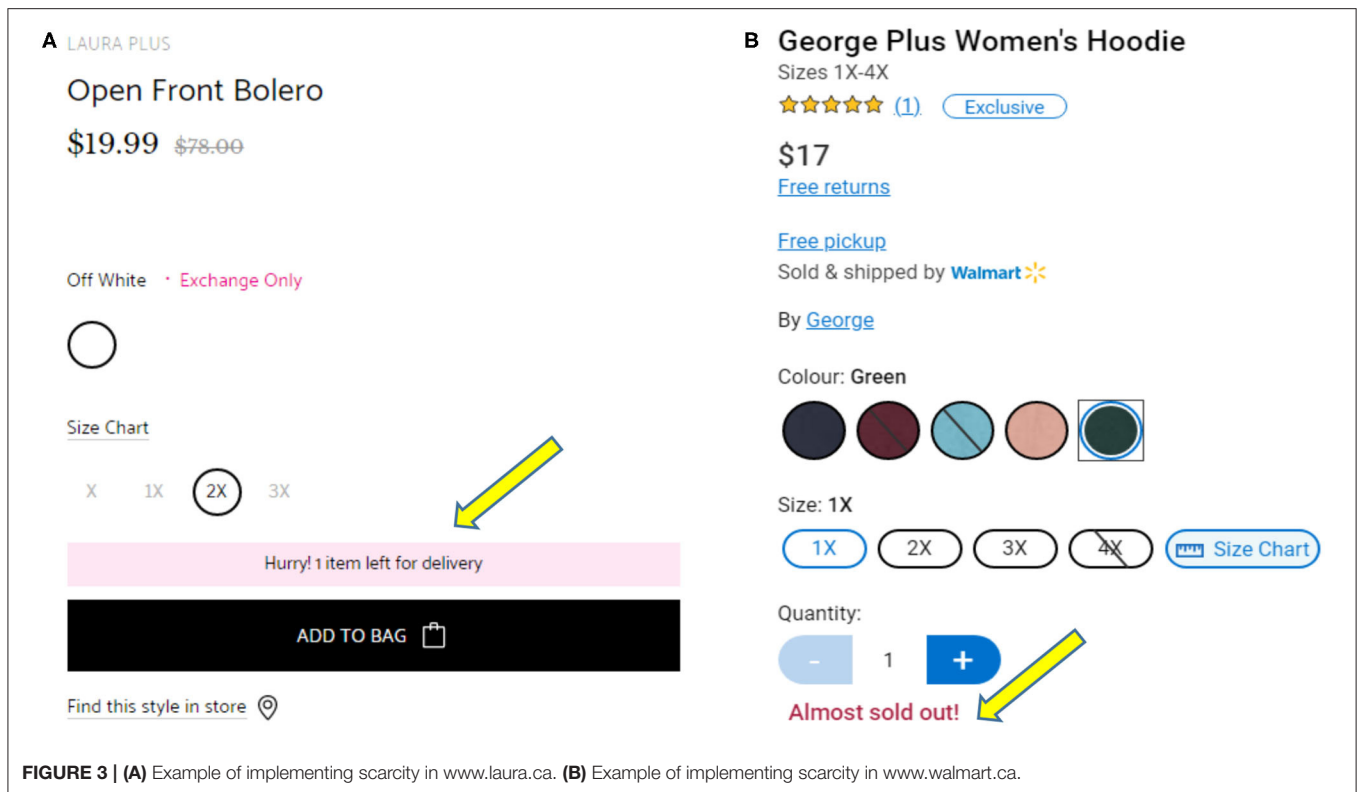 A LAURA PLUS
Open Front Bolero
$19.99 $78.00
Off White · Exchange Only
Size Chart
X 1X 2X 3X
Hurry! 1 item left for delivery
ADD TO BAG
Find this style in store
B George Plus Women's Hoodie
Sizes 1X-4X
(1) Exclusive
$17
Free returns
Free pickup
Sold & shipped by Walmart
By George
Colour: Green
Size: 1X
1X 2X 3X 4X Size Chart
Quantity:
- 1 +
Almost sold out!
FIGURE 3 | (A) Example of implementing scarcity in www.laura.ca. (B) Example of implementing scarcity in www.walmart.ca.